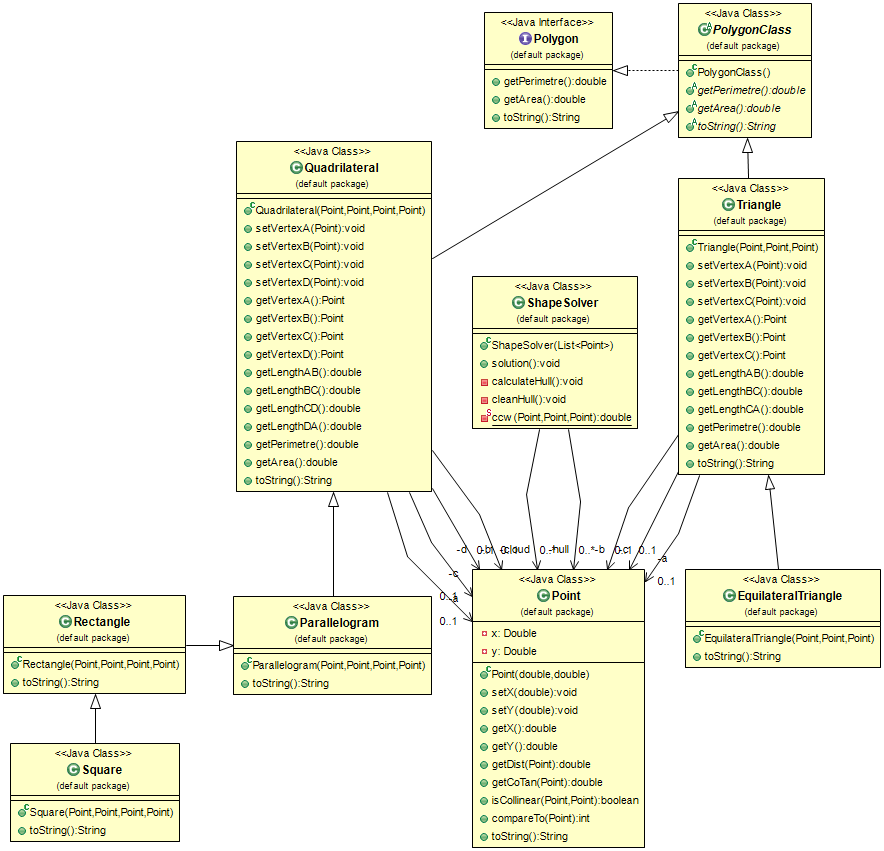 <<Java Interface>>
Polygon
(default package)
getPerimetre():double
getArea():double
toString():String
<<Java Class>>
PolygonClass
(default package)
PolygonClass()
getPerimetre():double
getArea():double
toString():String
<<Java Class>>
Quadrilateral
(default package)
Quadrilateral(Point,Point,Point,Point)
setVertexA(Point):void
setVertexB(Point):void
setVertexC(Point):void
setVertexD(Point):void
getVertexA():Point
getVertexB():Point
getVertexC():Point
getVertexD():Point
getLengthAB():double
getLengthBC():double
getLengthCD():double
getLengthDA():double
getPerimetre():double
getArea():double
toString():String
<<Java Class>>
Triangle
(default package)
Triangle(Point,Point,Point)
setVertexA(Point):void
setVertexB(Point):void
setVertexC(Point):void
getVertexA():Point
getVertexB():Point
getVertexC():Point
getLengthAB():double
getLengthBC():double
getLengthCA():double
getPerimetre():double
getArea():double
toString():String
<<Java Class>>
ShapeSolver
(default package)
ShapeSolver(List<Point>)
solution():void
calculateHull():void
cleanHull():void
ccw(Point,Point,Point):double
-d
-hull
0..*
-b
0..1
-a
0..1
-c
0..1
-a
0..1
<<Java Class>>
Rectangle
(default package)
Rectangle(Point,Point,Point,Point)
toString():String
<<Java Class>>
Parallelogram
(default package)
Parallelogram(Point,Point,Point,Point)
toString():String
<<Java Class>>
Point
(default package)
x: Double
y: Double
Point(double,double)
setX(double):void
setY(double):void
getX():double
getY():double
getDist(Point):double
getCoTan(Point):double
isCollinear(Point,Point):boolean
compareTo(Point):int
toString():String
<<Java Class>>
EquilateralTriangle
(default package)
EquilateralTriangle(Point,Point,Point)
toString():String
<<Java Class>>
Square
(default package)
Square(Point,Point,Point,Point)
toString():String